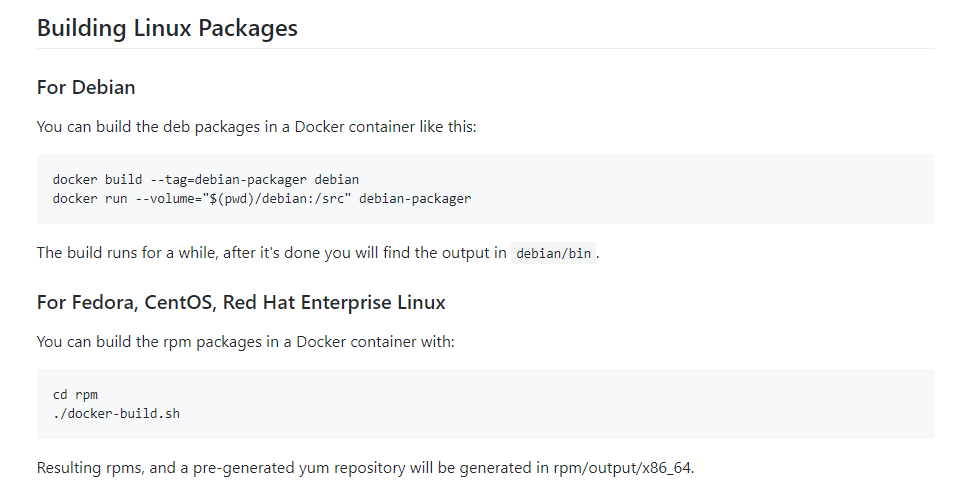 Building Linux Packages
For Debian
You can build the deb packages in a Docker container like this:
docker build --tag=debian-packager debian
docker run --volume="$(pwd)/debian:/src" debian-packager
The build runs for a while, after it's done you will find the output in debian/bin.
For Fedora, CentOS, Red Hat Enterprise Linux
You can build the rpm packages in a Docker container with:
cd rpm
./docker-build.sh
Resulting rpms, and a pre-generated yum repository will be generated in rpm/output/x86_64.